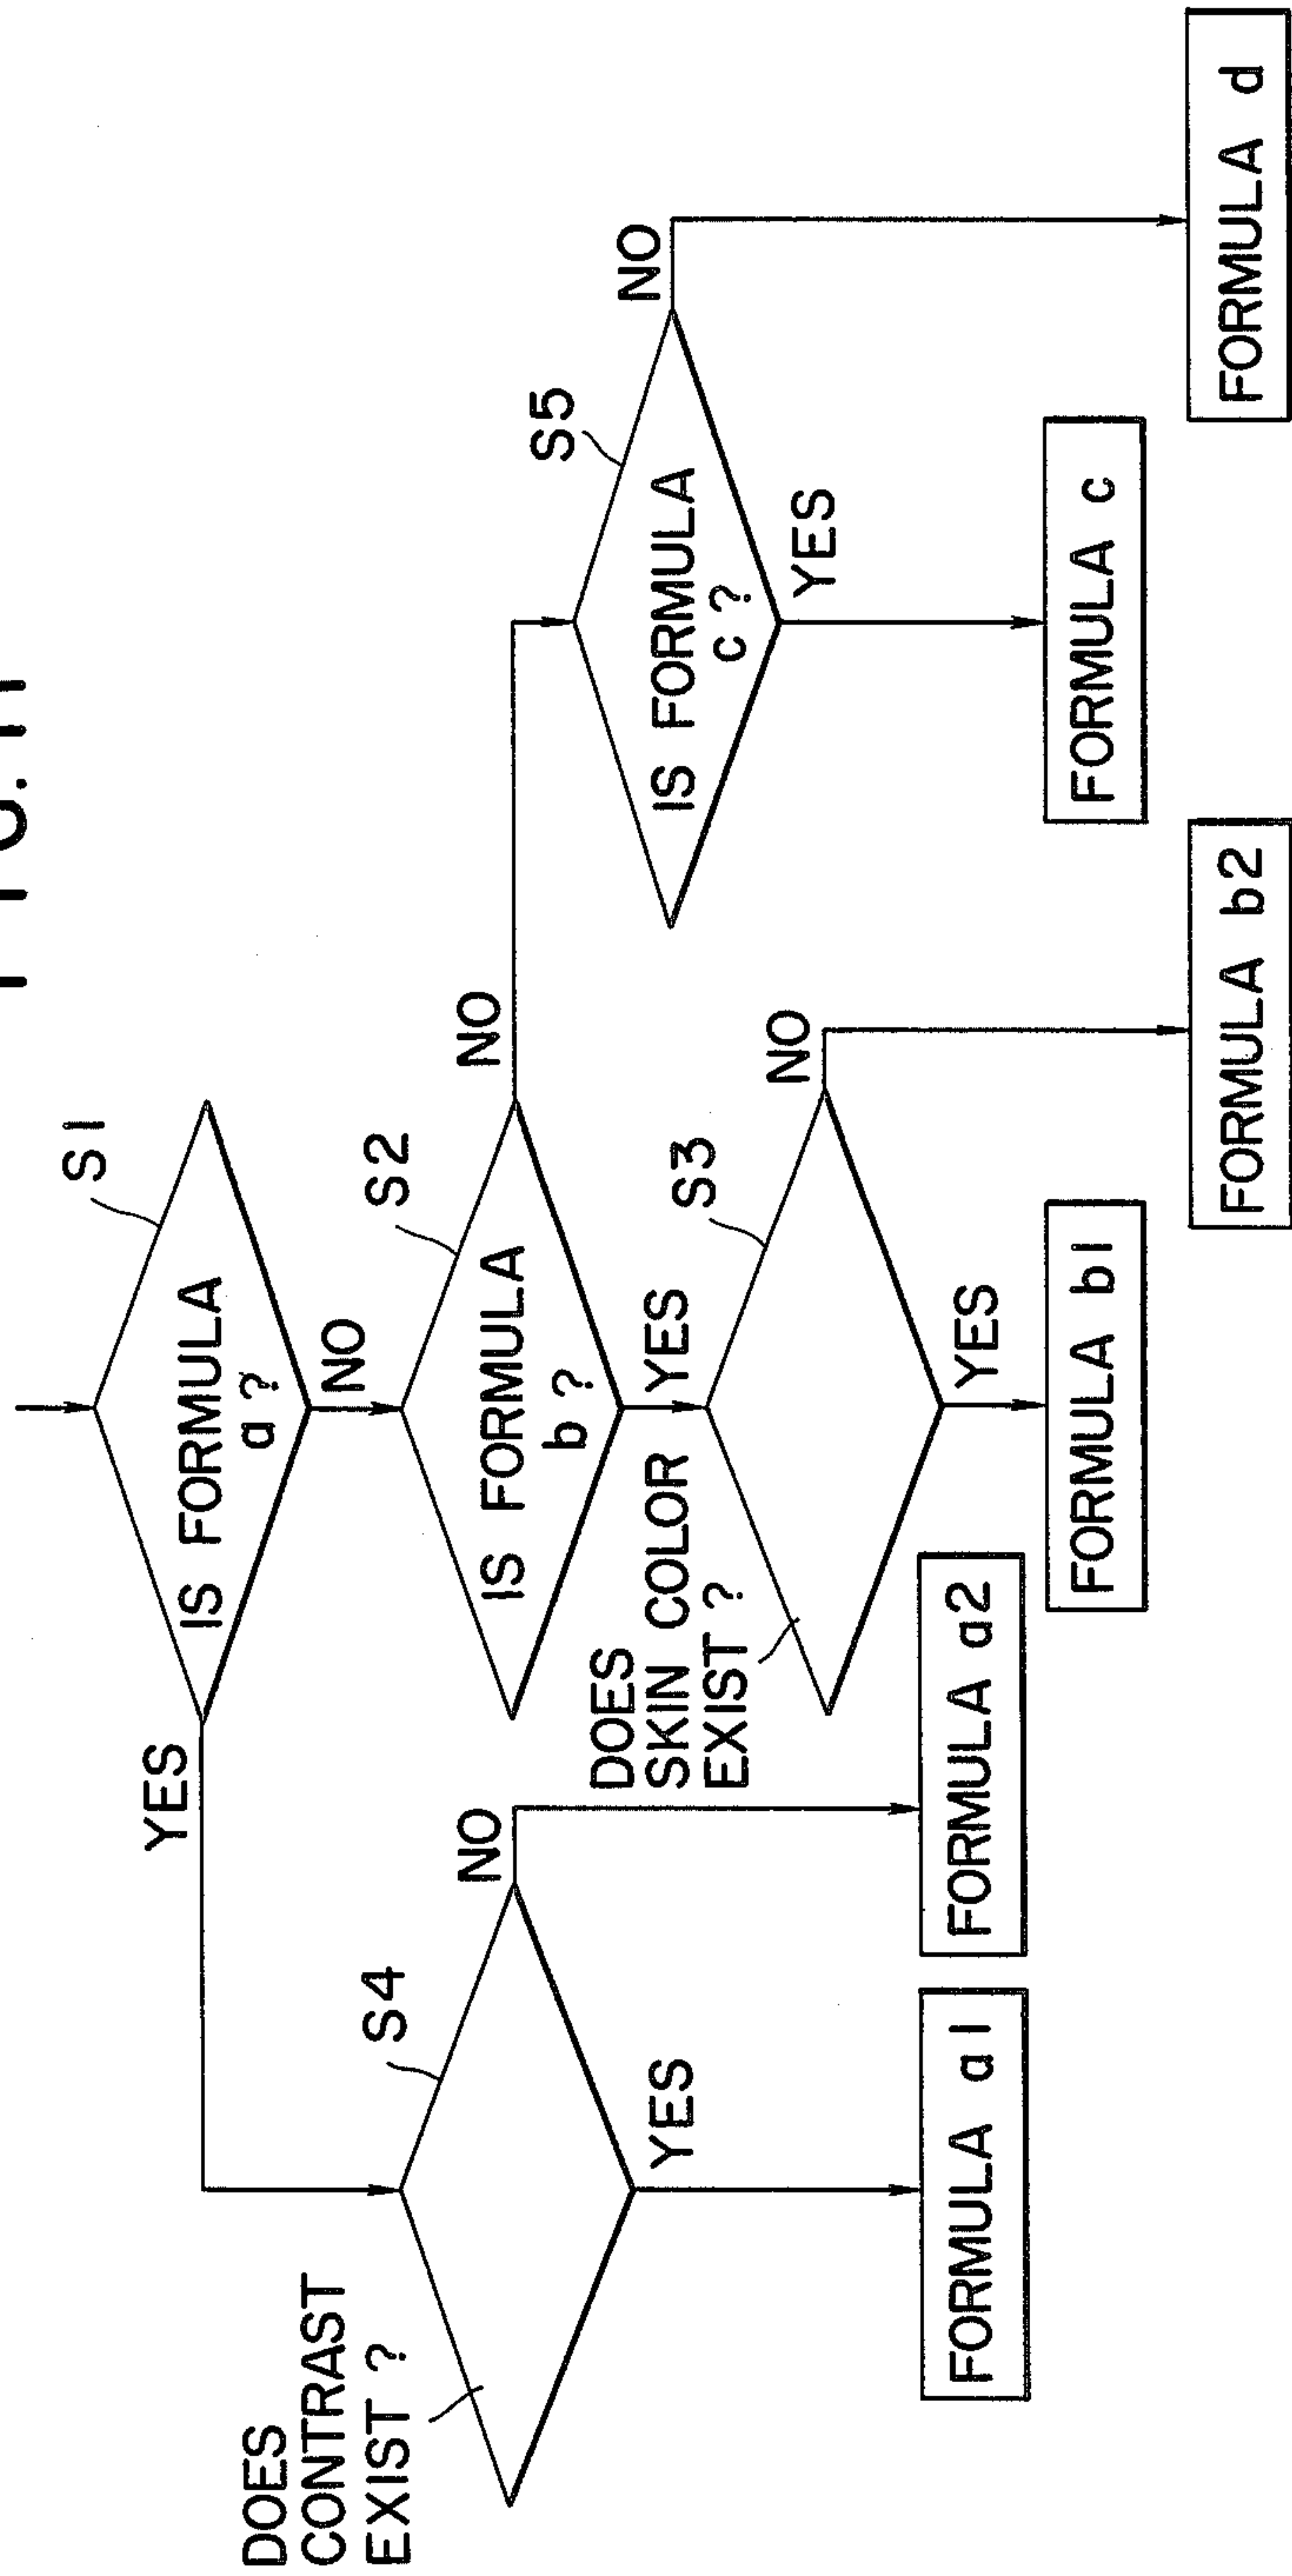 S1
IS FORMULA
a ?
YES
NO
S2
IS FORMULA
b ?
NO
YES
DOES
CONTRAST
EXIST ?
S4
NO
YES
DOES
SKIN COLOR
EXIST ?
S3
NO
YES
S5
IS FORMULA
c ?
NO
YES
FORMULA a1
FORMULA a2
FORMULA b1
FORMULA b2
FORMULA c
FORMULA d